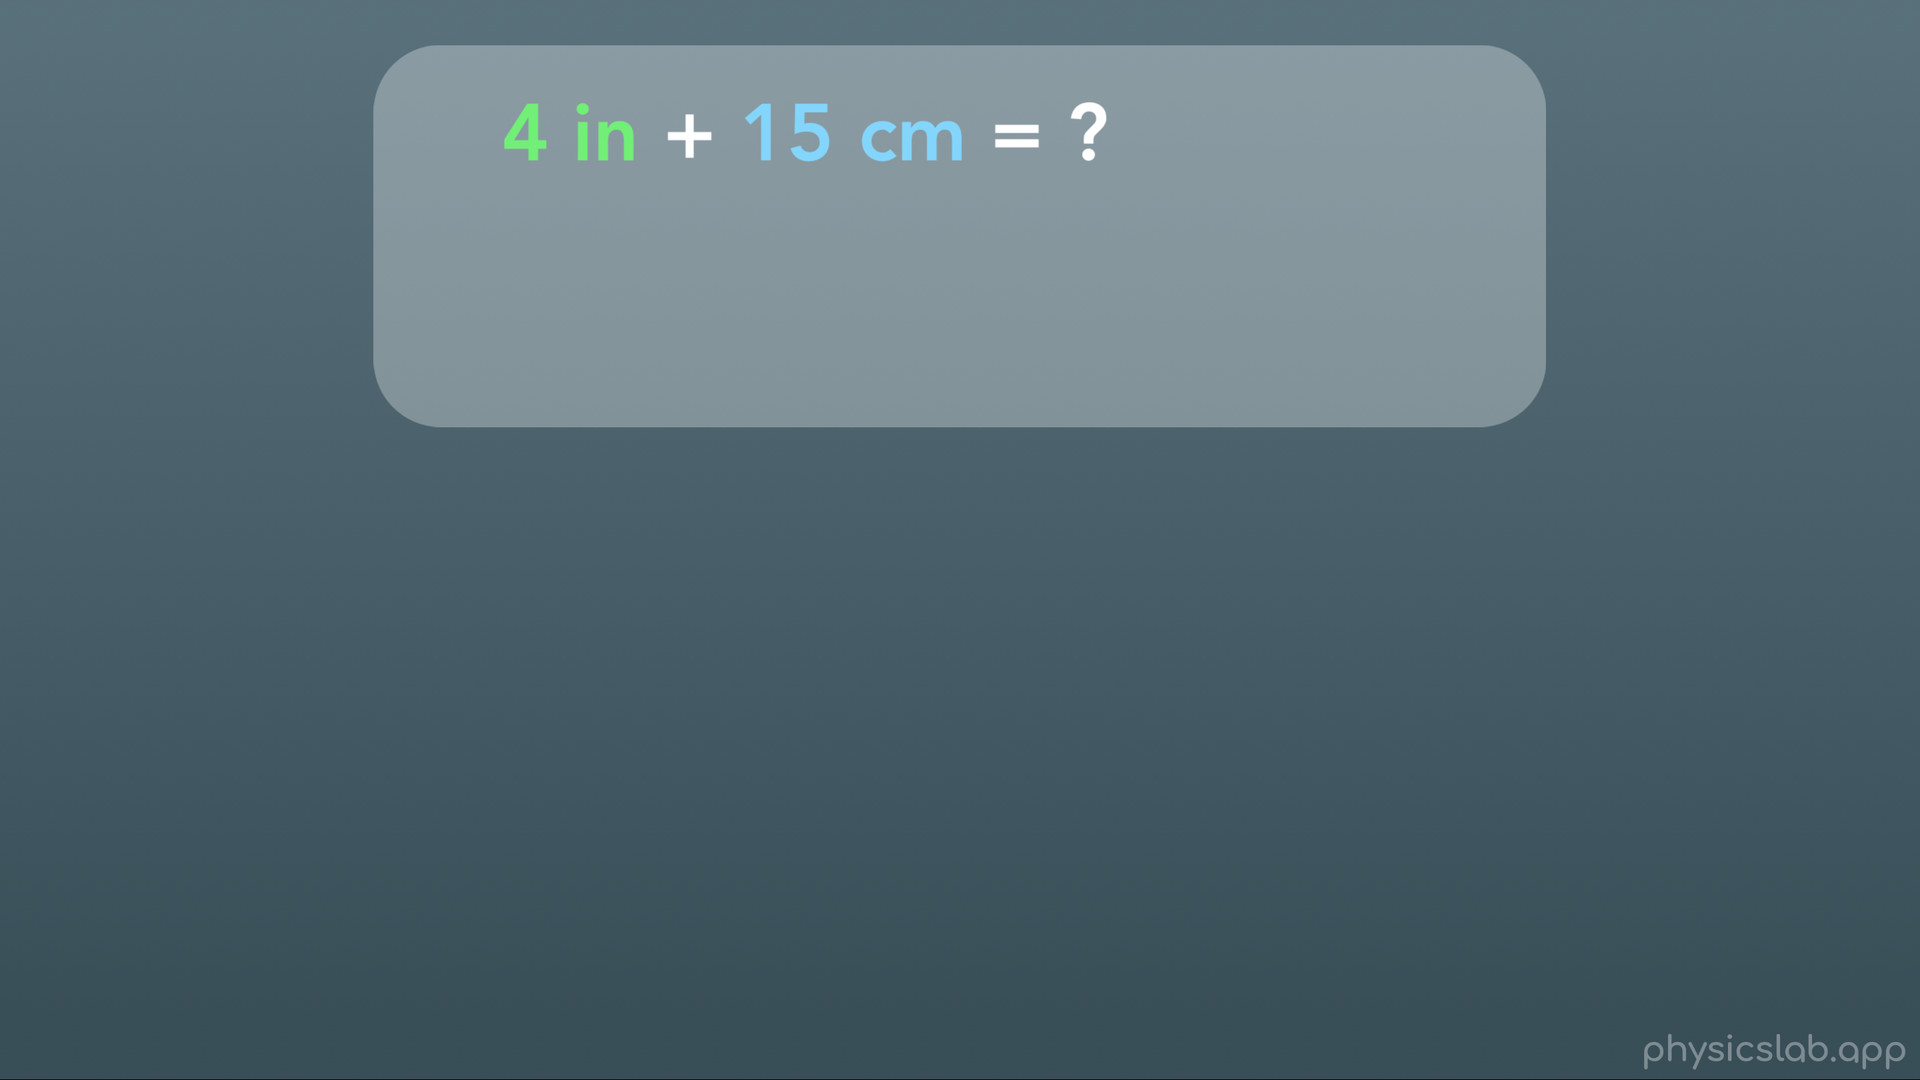 4 in + 15 cm = ?
physicslab.app